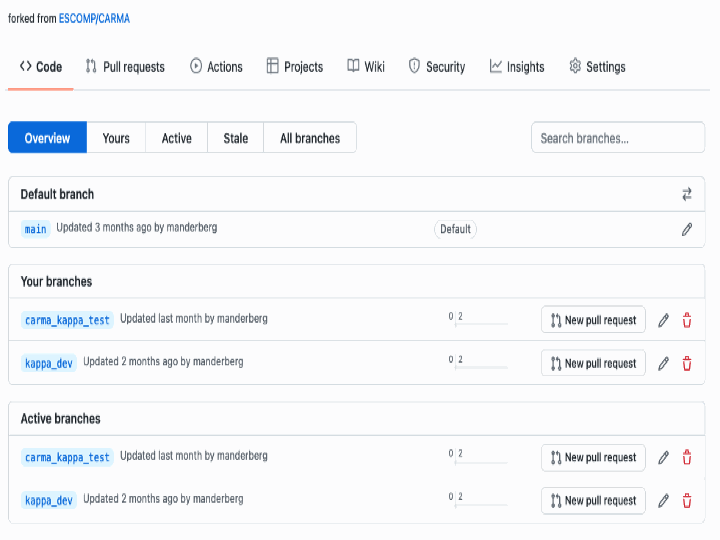 forked from ESCOMP/CARMA
Code Pull requests Actions Projects Wiki Security Insights Settings
Overview Yours Active Stale All branches Search branches...
Default branch
main Updated 3 months ago by manderberg Default
Your branches
carma_kappa_test Updated last month by manderberg 0 2 New pull request
kappa_dev Updated 2 months ago by manderberg 0 2 New pull request
Active branches
carma_kappa_test Updated last month by manderberg 0 2 New pull request
kappa_dev Updated 2 months ago by manderberg 0 2 New pull request